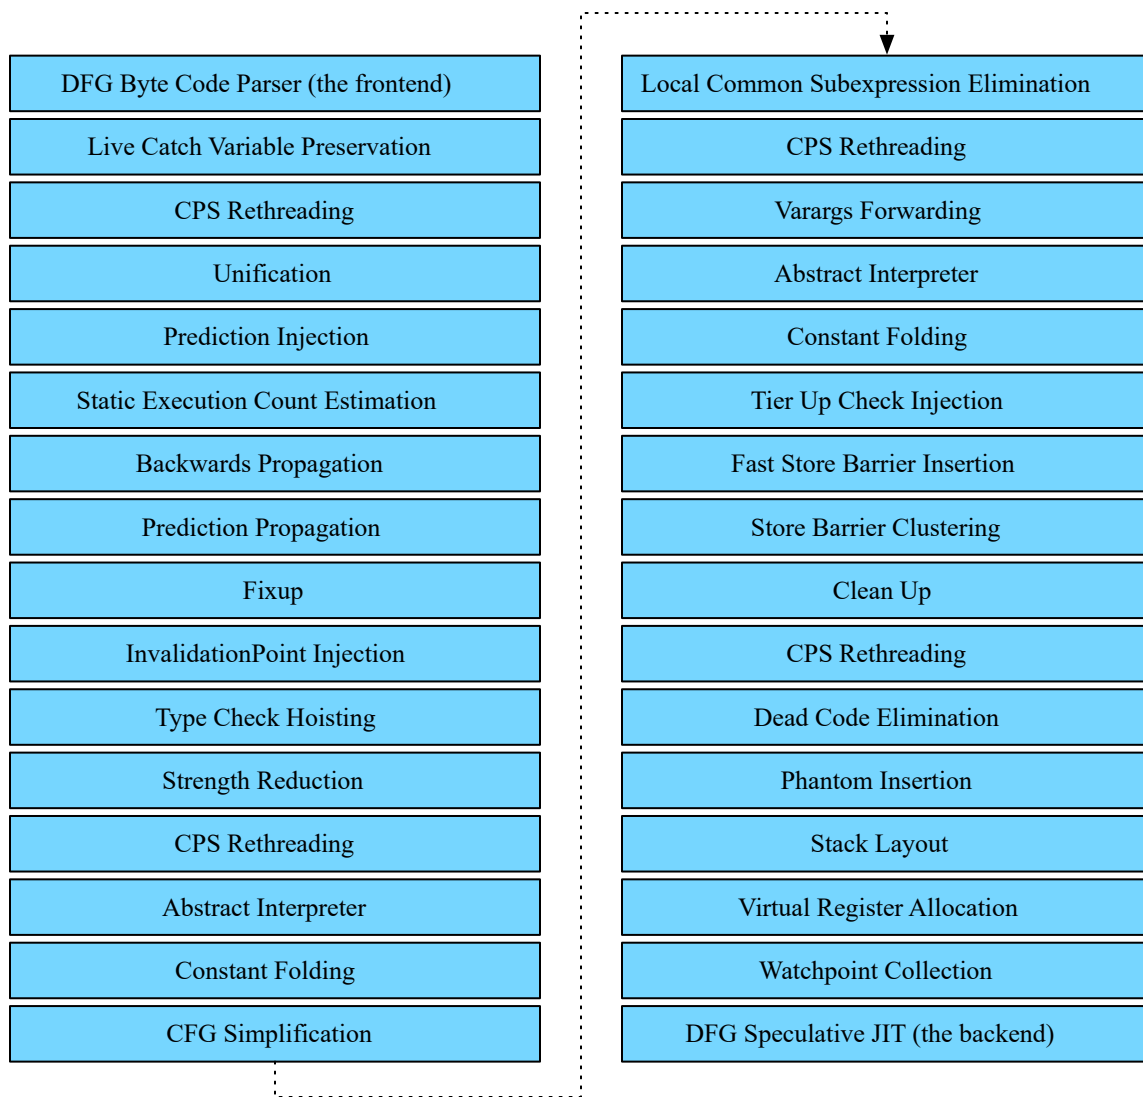 DFG Byte Code Parser (the frontend)
Live Catch Variable Preservation
CPS Rethreading
Unification
Prediction Injection
Static Execution Count Estimation
Backwards Propagation
Prediction Propagation
Fixup
InvalidationPoint Injection
Type Check Hoisting
Strength Reduction
CPS Rethreading
Abstract Interpreter
Constant Folding
CFG Simplification
Local Common Subexpression Elimination
CPS Rethreading
Varargs Forwarding
Abstract Interpreter
Constant Folding
Tier Up Check Injection
Fast Store Barrier Insertion
Store Barrier Clustering
Clean Up
CPS Rethreading
Dead Code Elimination
Phantom Insertion
Stack Layout
Virtual Register Allocation
Watchpoint Collection
DFG Speculative JIT (the backend)